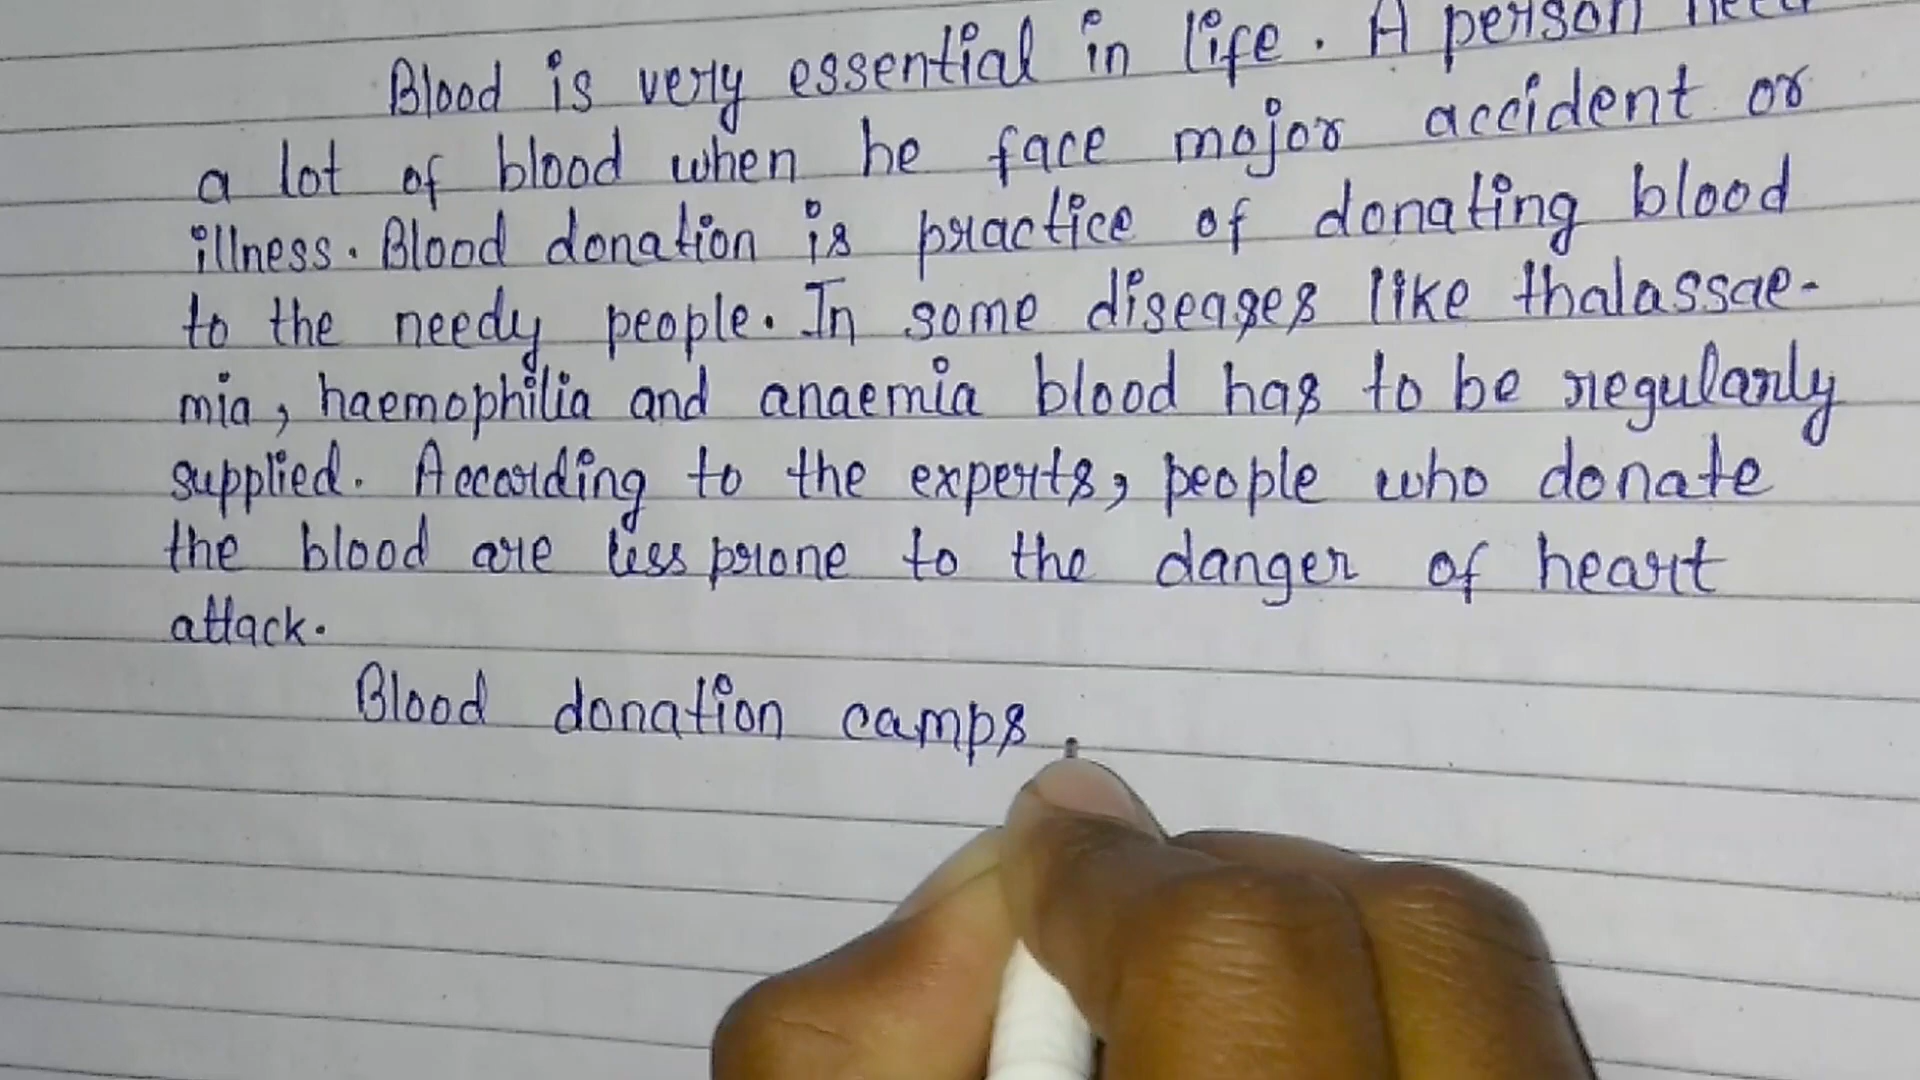 Blood is very essential in life. A person need
a lot of blood when he face major accident or
illness. Blood donation is practice of donating blood
to the needy people. In some diseases like thalassae-
mia, haemophilia and anaemia blood has to be regularly
supplied. According to the experts, people who donate
the blood are less prone to the danger of heart
attack.
Blood donation camps